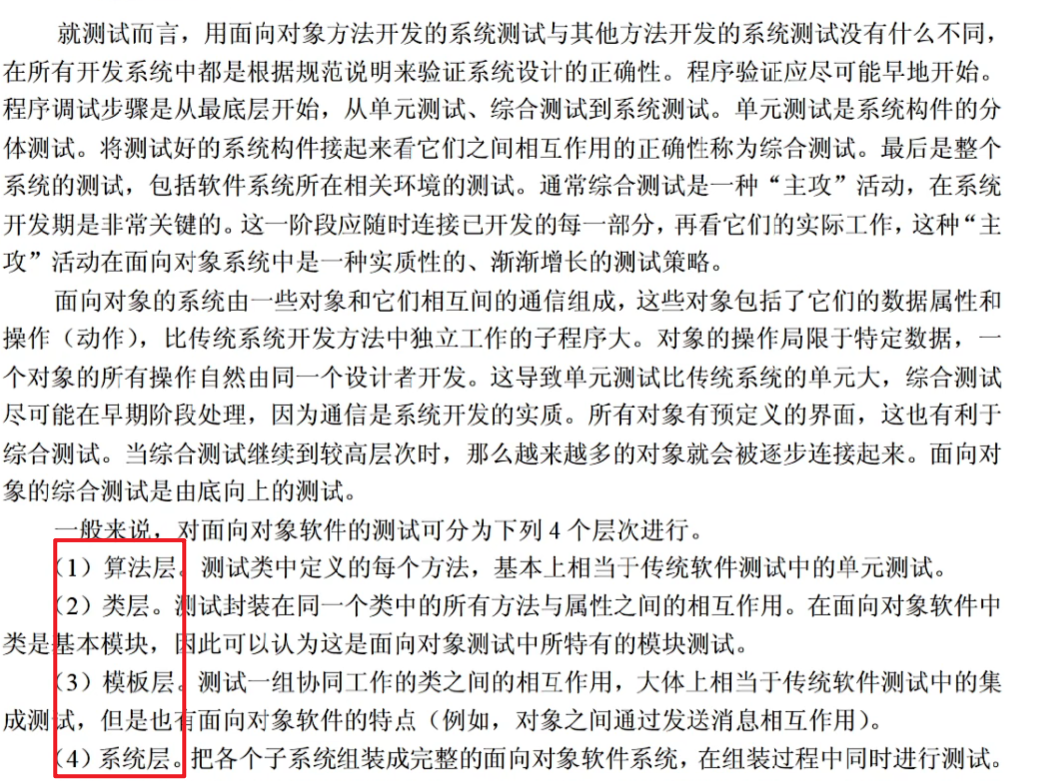 就测试而言，用面向对象方法开发的系统测试与其他方法开发的系统测试没有什么不同，
在所有开发系统中都是根据规范说明来验证系统设计的正确性。程序验证应尽可能早地开始。
程序调试步骤是从最底层开始，从单元测试、综合测试到系统测试。单元测试是系统构件的分
体测试。将测试好的系统构件接起来看它们之间相互作用的正确性称为综合测试。最后是整个
系统的测试，包括软件系统所在相关环境的测试。通常综合测试是一种“主攻”活动，在系统
开发期是非常关键的。这一阶段应随时连接已开发的每一部分，再看它们的实际工作，这种“主
攻”活动在面向对象系统中是一种实质性的、渐渐增长的测试策略。
面向对象的系统由一些对象和它们相互间的通信组成，这些对象包括了它们的数据属性和
操作（动作），比传统系统开发方法中独立工作的子程序大。对象的操作局限于特定数据，一
个对象的所有操作自然由同一个设计者开发。这导致单元测试比传统系统的单元大，综合测试
尽可能在早期阶段处理，因为通信是系统开发的实质。所有对象有预定义的界面，这也有利于
综合测试。当综合测试继续到较高层次时，那么越来越多的对象就会被逐步连接起来。面向对
象的综合测试是由底向上的测试。
一般来说，对面向对象软件的测试可分为下列 4 个层次进行。
（1）算法层。测试类中定义的每个方法，基本上相当于传统软件测试中的单元测试。
（2）类层。测试封装在同一个类中的所有方法与属性之间的相互作用。在面向对象软件中
类是基本模块，因此可以认为这是面向对象测试中所特有的模块测试。
（3）模板层。测试一组协同工作的类之间的相互作用，大体上相当于传统软件测试中的集
成测试，但是也有面向对象软件的特点（例如，对象之间通过发送消息相互作用）。
（4）系统层。把各个子系统组装成完整的面向对象软件系统，在组装过程中同时进行测试。